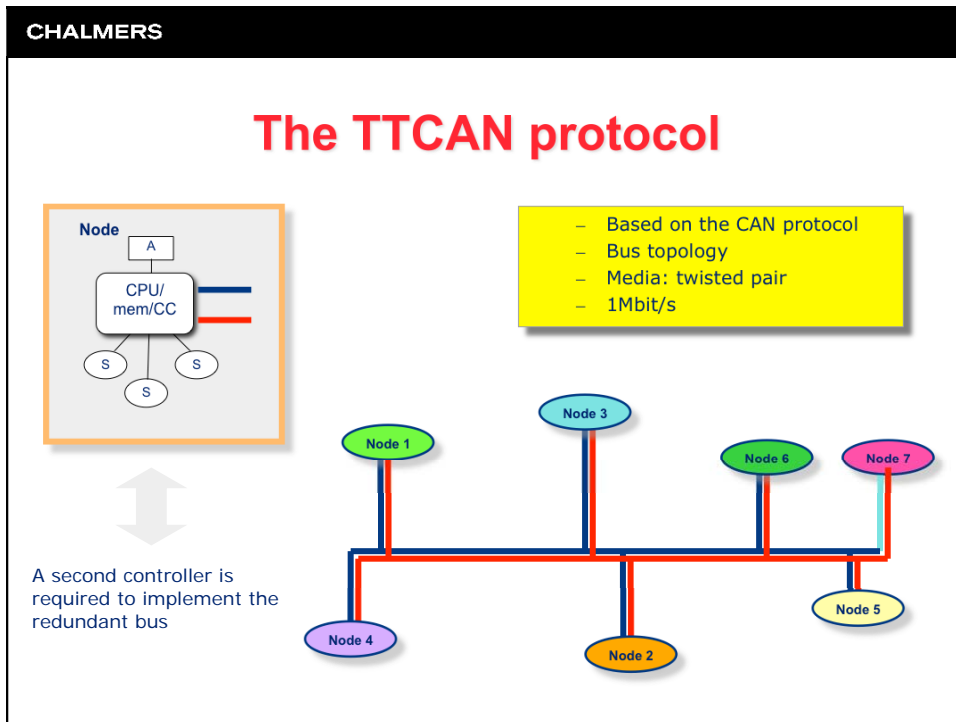 CHALMERS
The TTCAN protocol
Node
A
CPU/
mem/CC
S
S
S
– Based on the CAN protocol
– Bus topology
– Media: twisted pair
– 1Mbit/s
A second controller is
required to implement the
redundant bus
Node 1
Node 3
Node 6
Node 7
Node 4
Node 2
Node 5